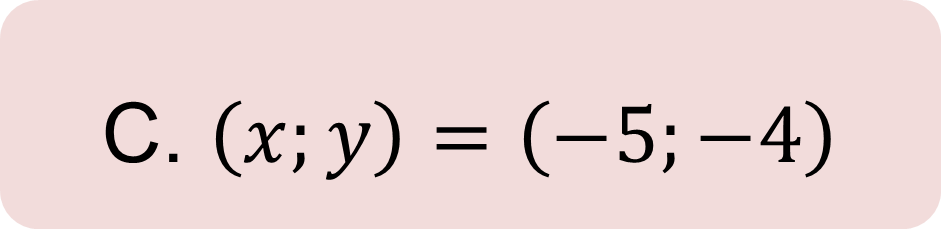 C. (x; y) = (−5; −4)